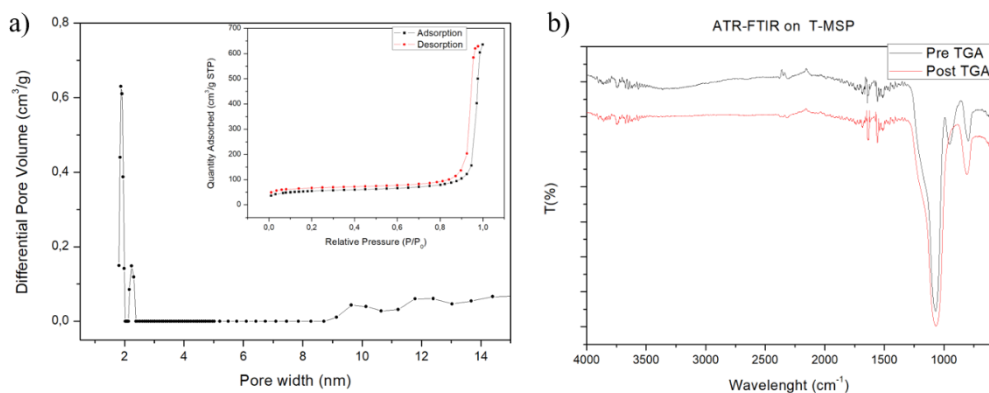 a)
Differential Pore Volume (cm³/g)
0,8
0,6
0,4
0,2
0,0
2
4
6
8
10
12
14
Pore width (nm)
Adsorption
Desorption
Quantity Adsorbed (cm³/g STP)
700
600
500
400
300
200
100
0
0,0
0,2
0,4
0,6
0,8
1,0
Relative Pressure (P/P₀)
b)
ATR-FTIR on T-MSP
Pre TGA
Post TGA
T(%)
4000
3500
3000
2500
2000
1500
1000
Wavelenght (cm⁻¹)